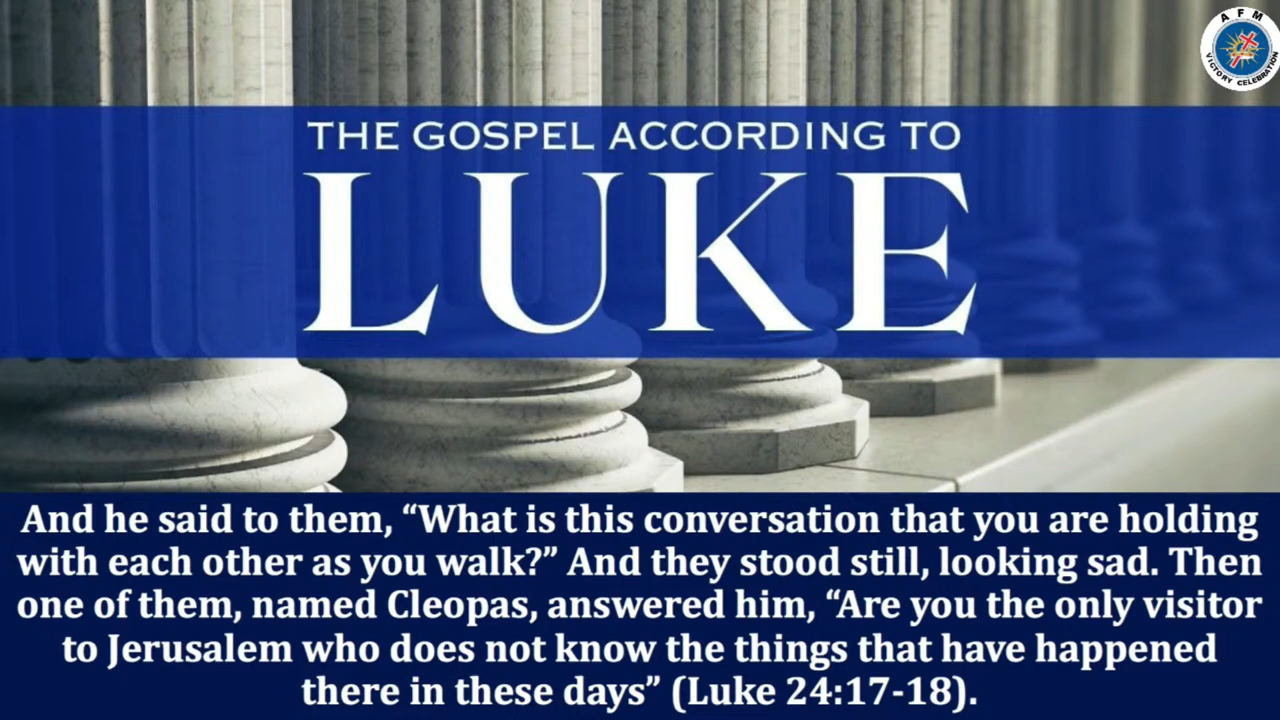 AFM
VICTORY CELEBRATION
THE GOSPEL ACCORDING TO
LUKE
And he said to them, “What is this conversation that you are holding
with each other as you walk?” And they stood still, looking sad. Then
one of them, named Cleopas, answered him, “Are you the only visitor
to Jerusalem who does not know the things that have happened
there in these days” (Luke 24:17-18).